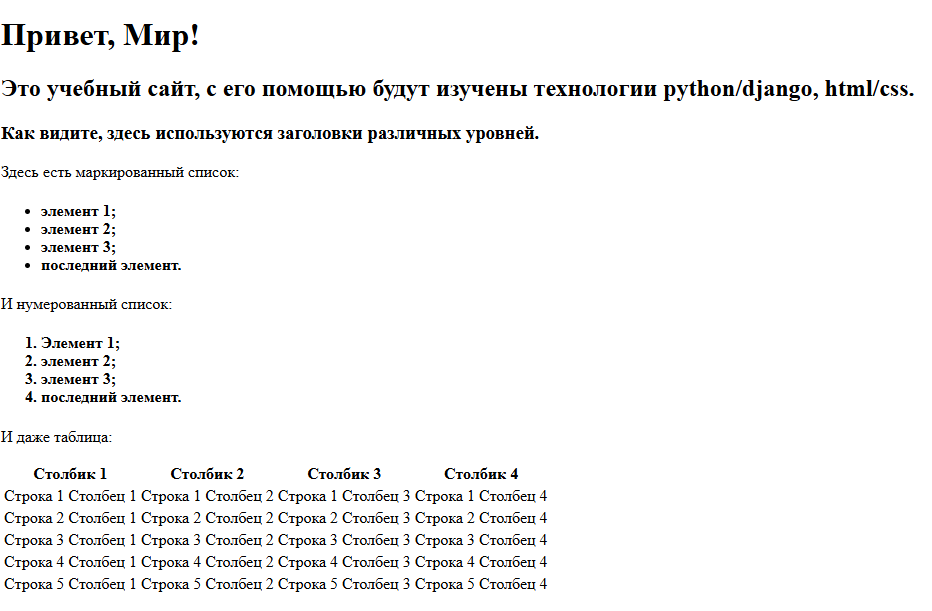 Привет, Мир!
Это учебный сайт, с его помощью будут изучены технологии python/django, html/css.
Как видите, здесь используются заголовки различных уровней.
Здесь есть маркированный список:
• элемент 1;
• элемент 2;
• элемент 3;
• последний элемент.
И нумерованный список:
1. Элемент 1;
2. элемент 2;
3. элемент 3;
4. последний элемент.
И даже таблица:
Столбик 1 Столбик 2 Столбик 3 Столбик 4
Строка 1 Столбец 1 Строка 1 Столбец 2 Строка 1 Столбец 3 Строка 1 Столбец 4
Строка 2 Столбец 1 Строка 2 Столбец 2 Строка 2 Столбец 3 Строка 2 Столбец 4
Строка 3 Столбец 1 Строка 3 Столбец 2 Строка 3 Столбец 3 Строка 3 Столбец 4
Строка 4 Столбец 1 Строка 4 Столбец 2 Строка 4 Столбец 3 Строка 4 Столбец 4
Строка 5 Столбец 1 Строка 5 Столбец 2 Строка 5 Столбец 3 Строка 5 Столбец 4